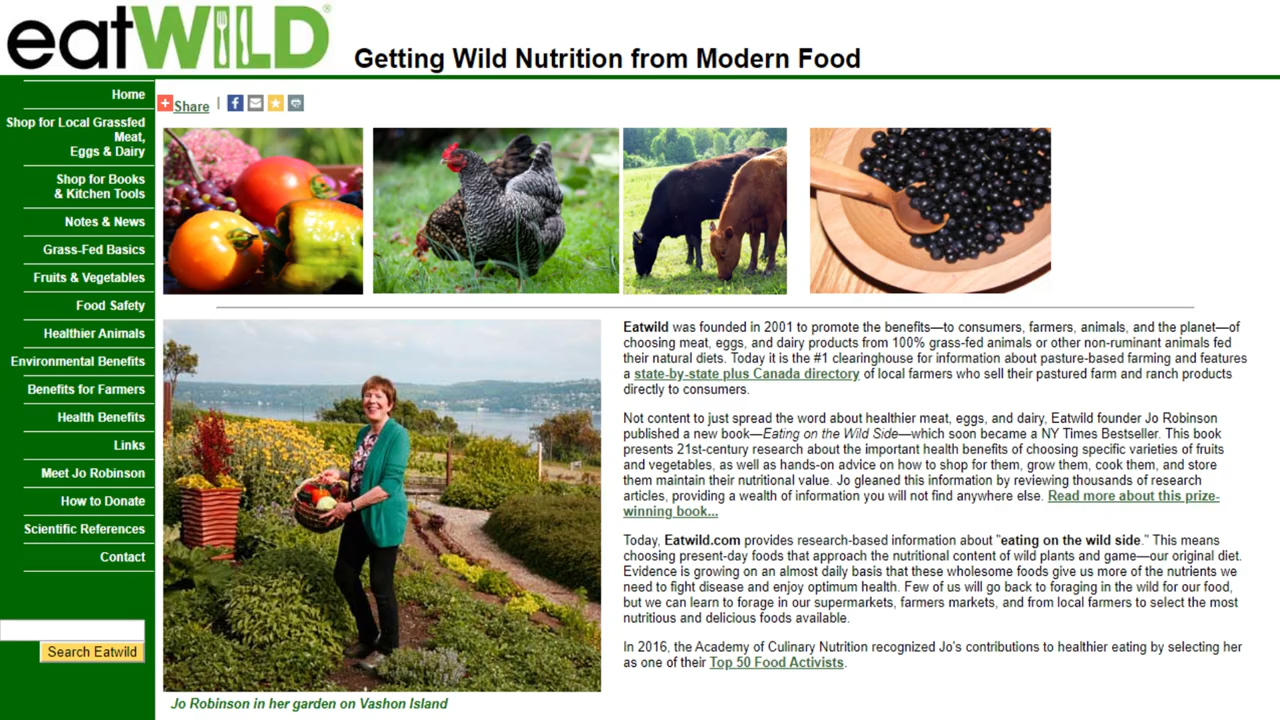 eatWILD®
Getting Wild Nutrition from Modern Food
Home
Shop for Local Grassfed
Meat,
Eggs & Dairy
Shop for Books
& Kitchen Tools
Notes & News
Grass-Fed Basics
Fruits & Vegetables
Food Safety
Healthier Animals
Environmental Benefits
Benefits for Farmers
Health Benefits
Links
Meet Jo Robinson
How to Donate
Scientific References
Contact
Search Eatwild
Share |
Eatwild was founded in 2001 to promote the benefits—to consumers, farmers, animals, and the planet—of
choosing meat, eggs, and dairy products from 100% grass-fed animals or other non-ruminant animals fed
their natural diets. Today it is the #1 clearinghouse for information about pasture-based farming and features
a state-by-state plus Canada directory of local farmers who sell their pastured farm and ranch products
directly to consumers.
Not content to just spread the word about healthier meat, eggs, and dairy, Eatwild founder Jo Robinson
published a new book—Eating on the Wild Side—which soon became a NY Times Bestseller. This book
presents 21st-century research about the important health benefits of choosing specific varieties of fruits
and vegetables, as well as hands-on advice on how to shop for them, grow them, cook them, and store
them maintain their nutritional value. Jo gleaned this information by reviewing thousands of research
articles, providing a wealth of information you will not find anywhere else. Read more about this prize-
winning book...
Today, Eatwild.com provides research-based information about "eating on the wild side." This means
choosing present-day foods that approach the nutritional content of wild plants and game—our original diet.
Evidence is growing on an almost daily basis that these wholesome foods give us more of the nutrients we
need to fight disease and enjoy optimum health. Few of us will go back to foraging in the wild for our food,
but we can learn to forage in our supermarkets, farmers markets, and from local farmers to select the most
nutritious and delicious foods available.
In 2016, the Academy of Culinary Nutrition recognized Jo's contributions to healthier eating by selecting her
as one of their Top 50 Food Activists.
Jo Robinson in her garden on Vashon Island